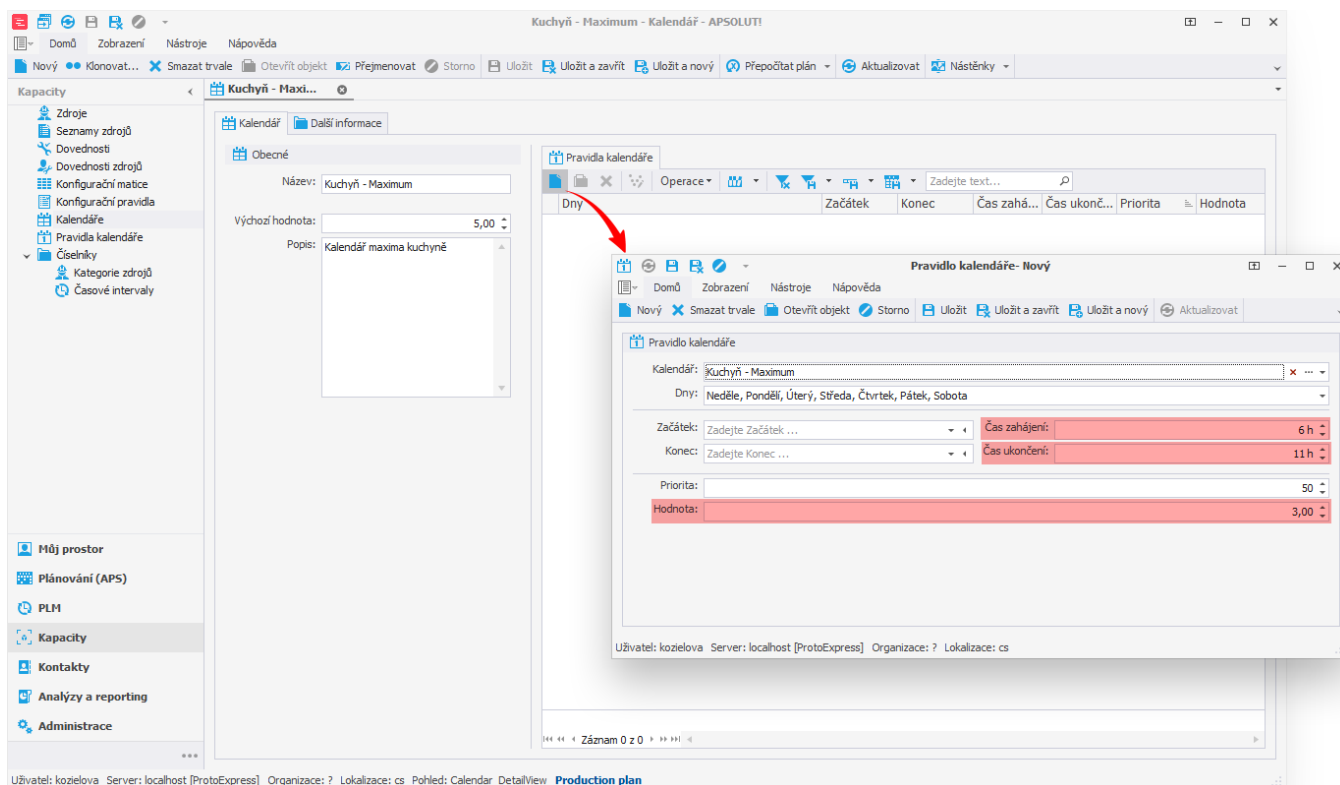 Kuchyň - Maximum - Kalendář - APSOLUT!
Domů Zobrazení Nástroje Nápověda
Nový Klonovat... Smazat trvale Otevřít objekt Přejmenovat Storno Uložit Uložit a zavřít Uložit a nový Přepočítat plán Aktualizovat Nástěnky
Kapacity
Zdroje
Seznamy zdrojů
Dovednosti
Dovednosti zdrojů
Konfigurační matice
Konfigurační pravidla
Kalendáře
Pravidla kalendáře
Číselníky
Kategorie zdrojů
Časové intervaly
Můj prostor
Plánování (APS)
PLM
Kapacity
Kontakty
Analýzy a reporting
Administrace
Kuchyň - Maxi...
Kalendář Další informace
Obecné
Název: Kuchyň - Maximum
Výchozí hodnota: 5,00
Popis: Kalendář maxima kuchyně
Pravidla kalendáře
Operace Zadejte text...
Dny Začátek Konec Čas zahá... Čas ukonč... Priorita Hodnota
Záznam 0 z 0
Pravidlo kalendáře- Nový
Domů Zobrazení Nástroje Nápověda
Nový Smazat trvale Otevřít objekt Storno Uložit Uložit a zavřít Uložit a nový Aktualizovat
Pravidlo kalendáře
Kalendář: Kuchyň - Maximum
Dny: Neděle, Pondělí, Úterý, Středa, Čtvrtek, Pátek, Sobota
Začátek: Zadejte Začátek ... Čas zahájení: 6 h
Konec: Zadejte Konec ... Čas ukončení: 11 h
Priorita: 50
Hodnota: 3,00
Uživatel: kozielova Server: localhost [ProtoExpress] Organizace: ? Lokalizace: cs
Uživatel: kozielova Server: localhost [ProtoExpress] Organizace: ? Lokalizace: cs Pohled: Calendar_DetailView Production plan